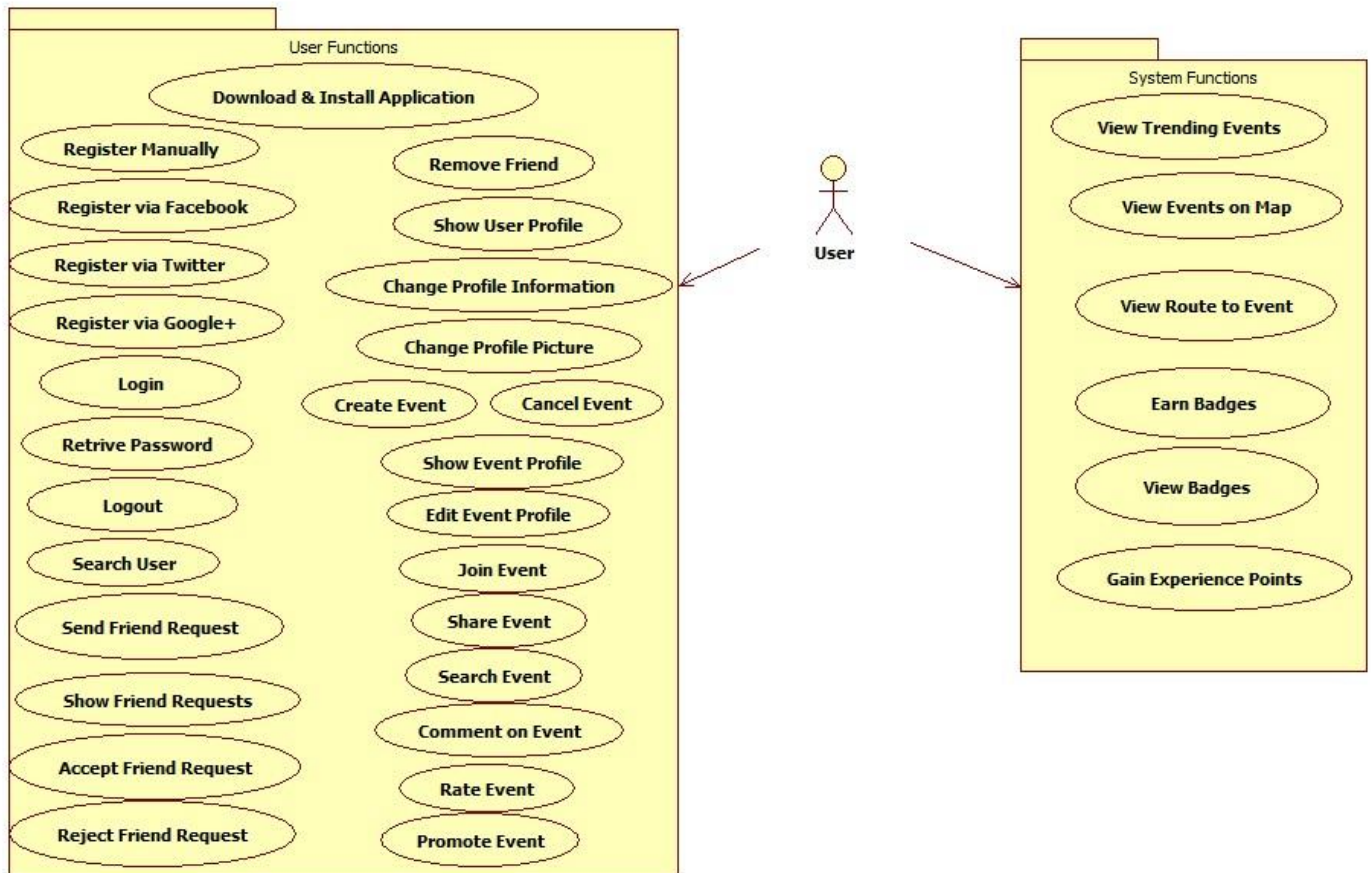 User Functions
Download & Install Application
Register Manually
Register via Facebook
Register via Twitter
Register via Google+
Login
Retrive Password
Logout
Search User
Send Friend Request
Show Friend Requests
Accept Friend Request
Reject Friend Request
Remove Friend
Show User Profile
Change Profile Information
Change Profile Picture
Create Event
Cancel Event
Show Event Profile
Edit Event Profile
Join Event
Share Event
Search Event
Comment on Event
Rate Event
Promote Event
User
System Functions
View Trending Events
View Events on Map
View Route to Event
Earn Badges
View Badges
Gain Experience Points